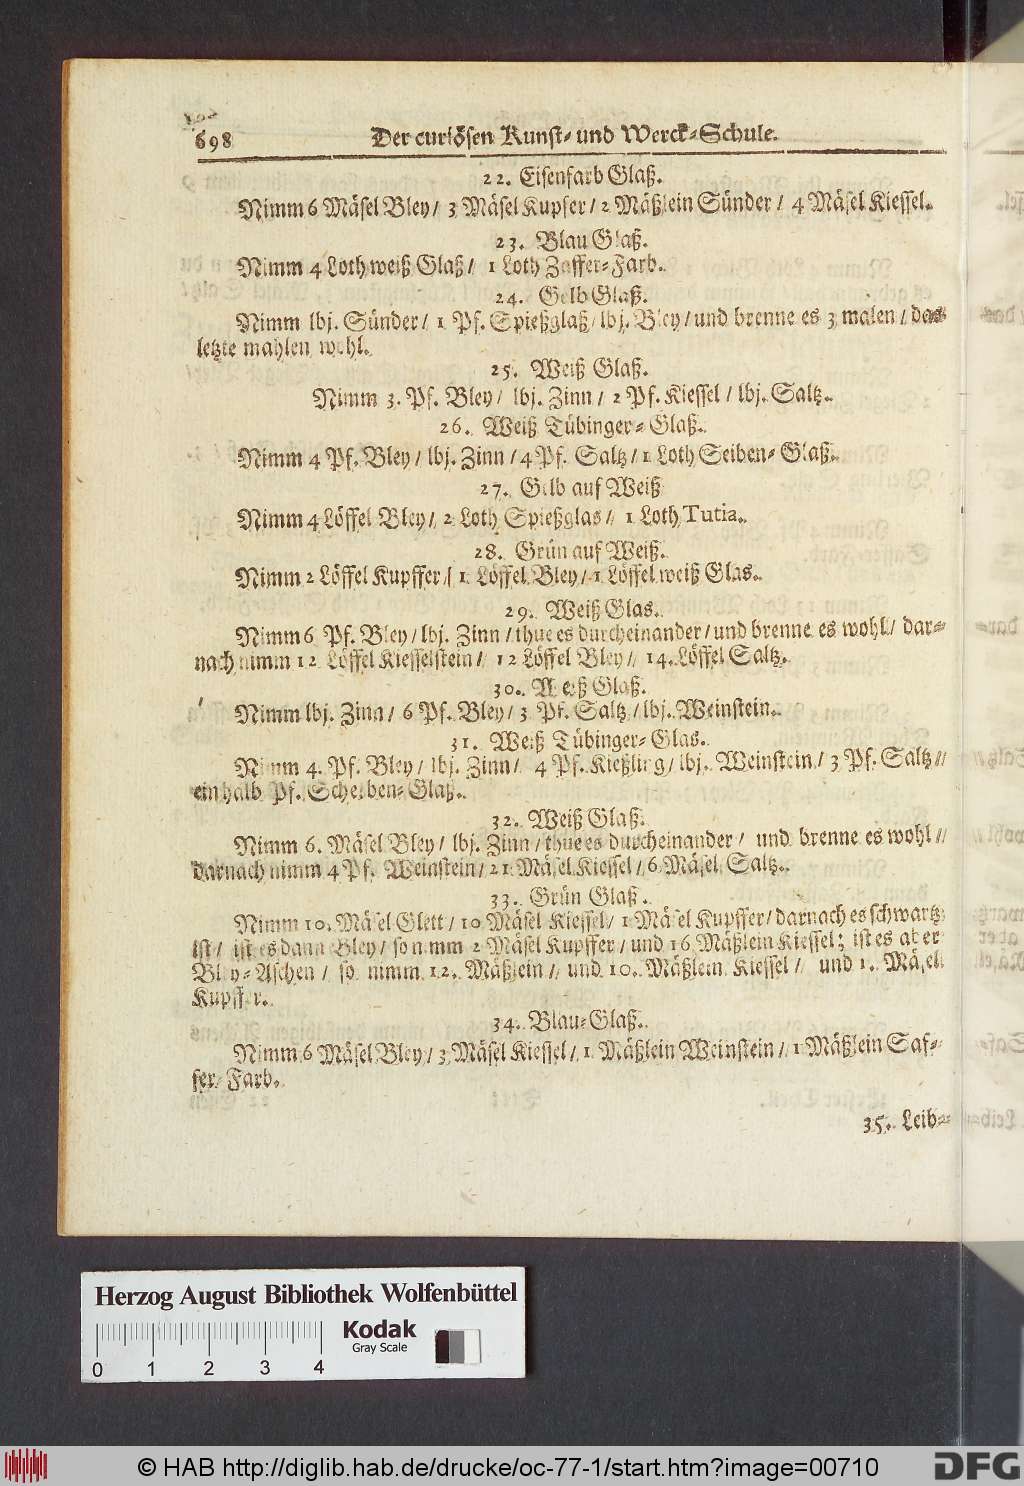 698 Der curiösen Kunst- und Werck-Schule.
22. Eisenfarb Glaß.
Nimm 6 Mäsel Bley / 3 Mäsel Kupfer / 2 Mäßlein Sünder / 4 Mäsel Kiessel.
23. Blau Glaß.
Nimm 4 Loth weiß Glaß / 1 Loth Zaffer-Farb.
24. Gelb Glaß.
Nimm lbj. Sünder / 1 Pf. Spießglaß / lbj. Bley / und brenne es 3 malen / das
letzte mahlen wohl.
25. Weiß Glaß.
Nimm 3. Pf. Bley / lbj. Zinn / 2 Pf. Kiessel / lbj. Saltz.
26. Weiß Tübinger-Glaß.
Nimm 4 Pf. Bley / lbj. Zinn / 4 Pf. Saltz / 1 Loth Seiben-Glaß.
27. Gelb auf Weiß
Nimm 4 Löffel Bley / 2 Loth Spießglas / 1 Loth Tutia.
28. Grün auf Weiß.
Nimm 2 Löffel Kupffer / 1 Löffel Bley / 1 Löffel weiß Glas.
29. Weiß Glas.
Nimm 6 Pf. Bley / lbj. Zinn / thue es durcheinander / und brenne es wohl / dar-
nach nimm 12 Löffel Kiesselstein / 12 Löffel Bley / 14. Löffel Saltz.
30. Weiß Glaß.
Nimm lbj. Zinn / 6 Pf. Bley / 3 Pf. Saltz / lbj. Weinstein.
31. Weiß Tübinger-Glas.
Nimm 4. Pf. Bley / lbj. Zinn / 4 Pf. Kießling / lbj. Weinstein / 3 Pf. Saltz /
ein halb Pf. Scheiben-Glaß.
32. Weiß Glaß.
Nimm 6. Mäsel Bley / lbj. Zinn / thue es durcheinander / und brenne es wohl /
darnach nimm 4 Pf. Weinstein / 21 Mäsel Kiessel / 6 Mäsel Saltz.
33. Grün Glaß.
Nimm 10. Mäsel Glett / 10 Mäsel Kiessel / 1 Mäsel Kupffer / darnach es schwartz
ist / ist es dann Bley / so nimm 2 Mäsel Kupffer / und 16 Mäßlein Kiessel; ist es aber
Bley-Aschen / so nimm 12. Mäßlein / und 10. Mäßlein Kiessel / und 1. Mäsel
Kupffer.
34. Blau-Glaß.
Nimm 6 Mäsel Bley / 3 Mäsel Kiessel / 1 Mäßlein Weinstein / 1 Mäßlein Saf-
fer-Farb.
35. Leib-
Herzog August Bibliothek Wolfenbüttel
Kodak
Gray Scale
0 1 2 3 4
© HAB http://diglib.hab.de/drucke/oc-77-1/start.htm?image=00710
DFG